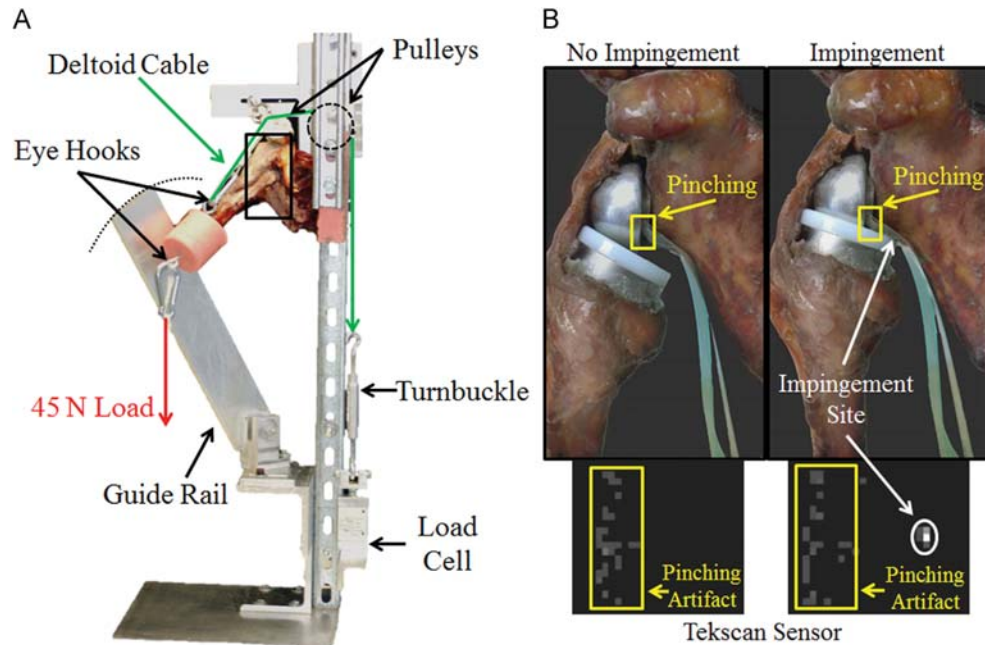 A
Deltoid Cable
Pulleys
Eye Hooks
45 N Load
Guide Rail
Turnbuckle
Load
Cell
B
No Impingement
Impingement
Pinching
Pinching
Impingement
Site
Pinching
Artifact
Pinching
Artifact
Tekscan Sensor